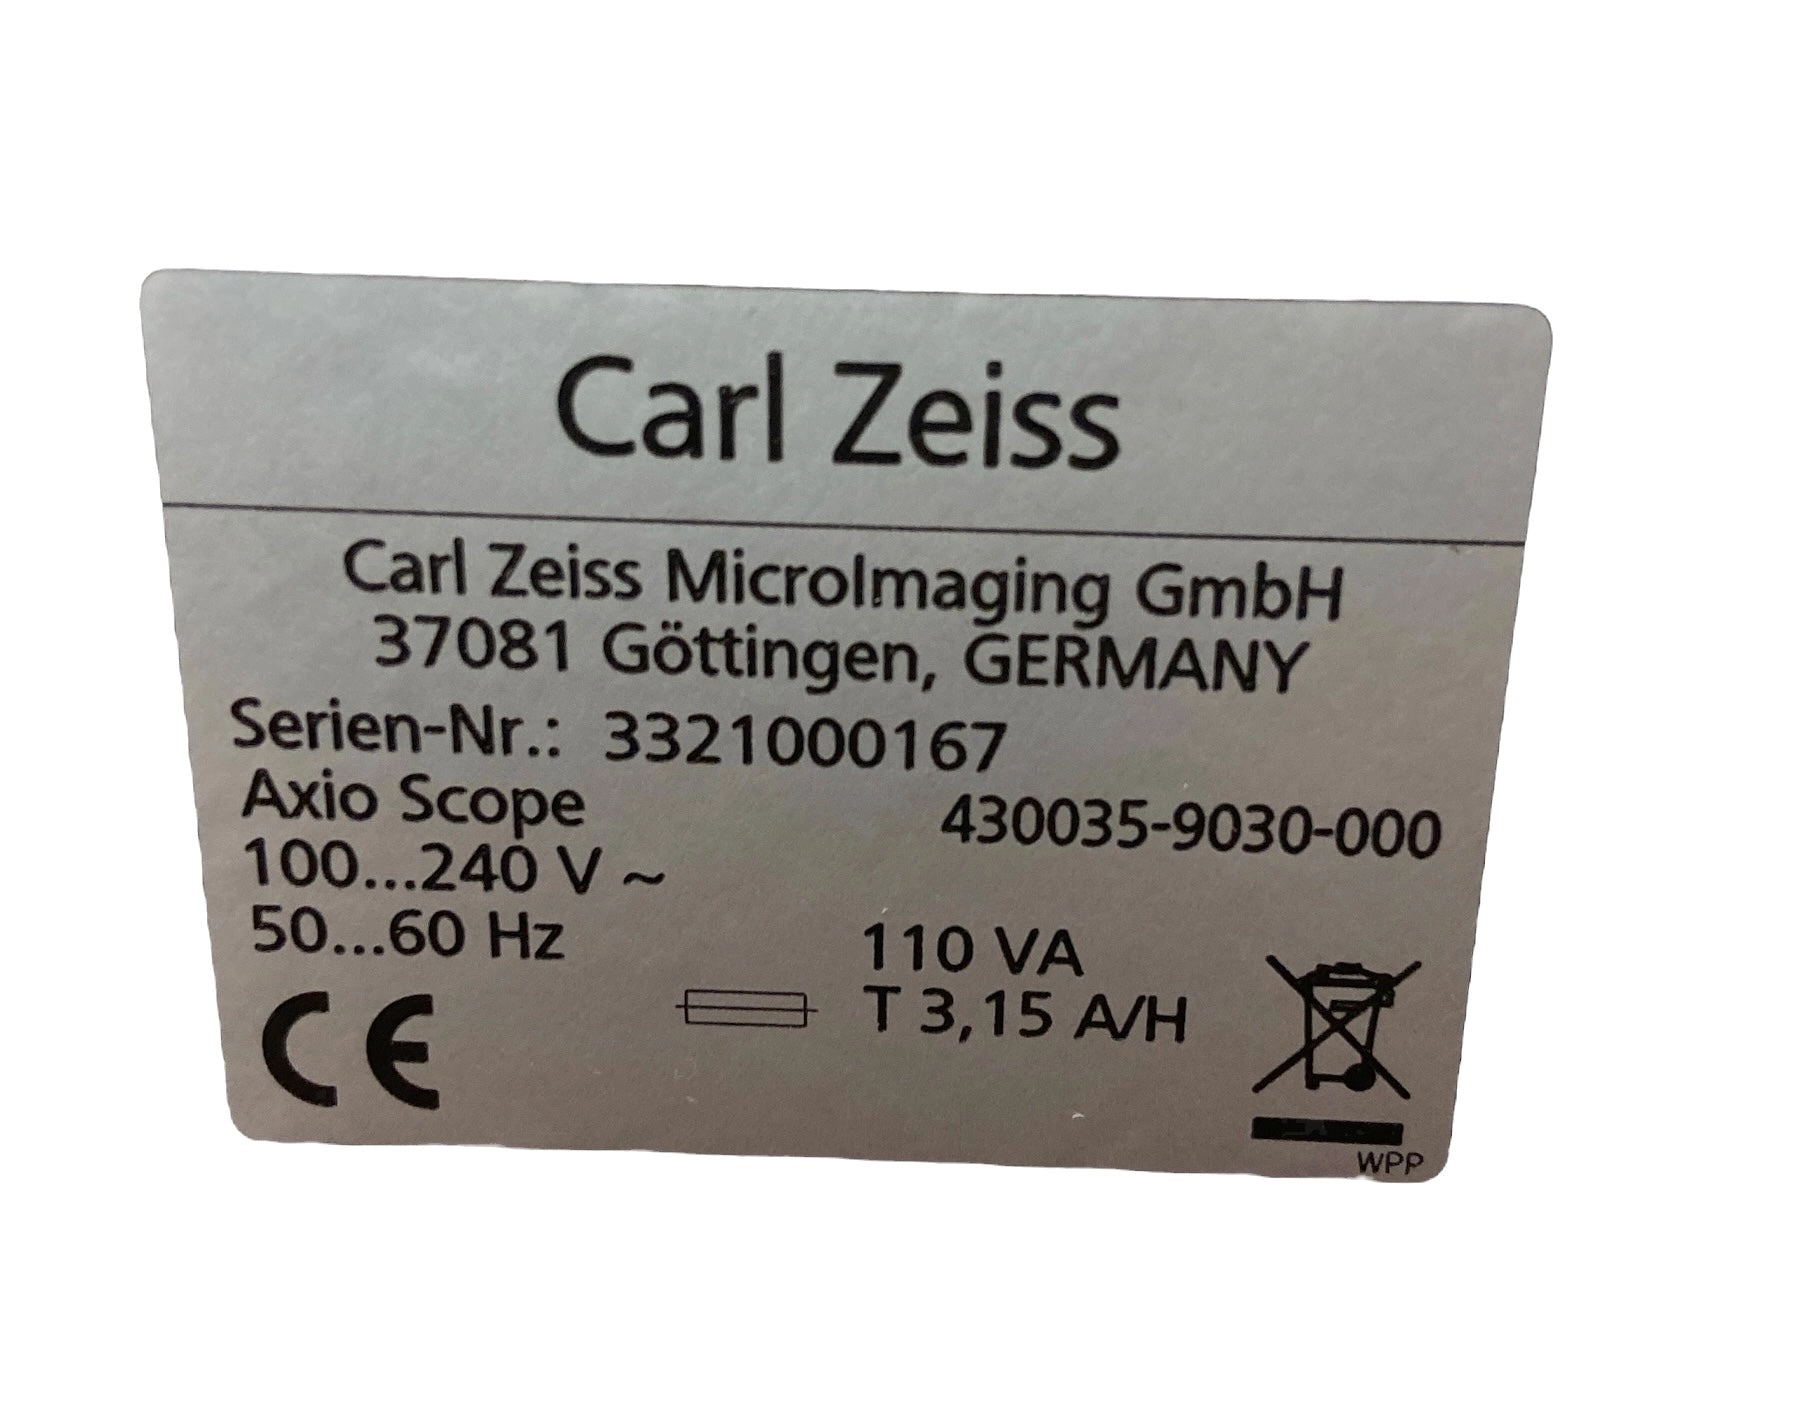 Carl Zeiss
Carl Zeiss MicroImaging GmbH
37081 Göttingen, GERMANY
Serien-Nr.: 3321000167
Axio Scope 430035-9030-000
100...240 V ~
50...60 Hz 110 VA
T 3,15 A/H
CE
WPP